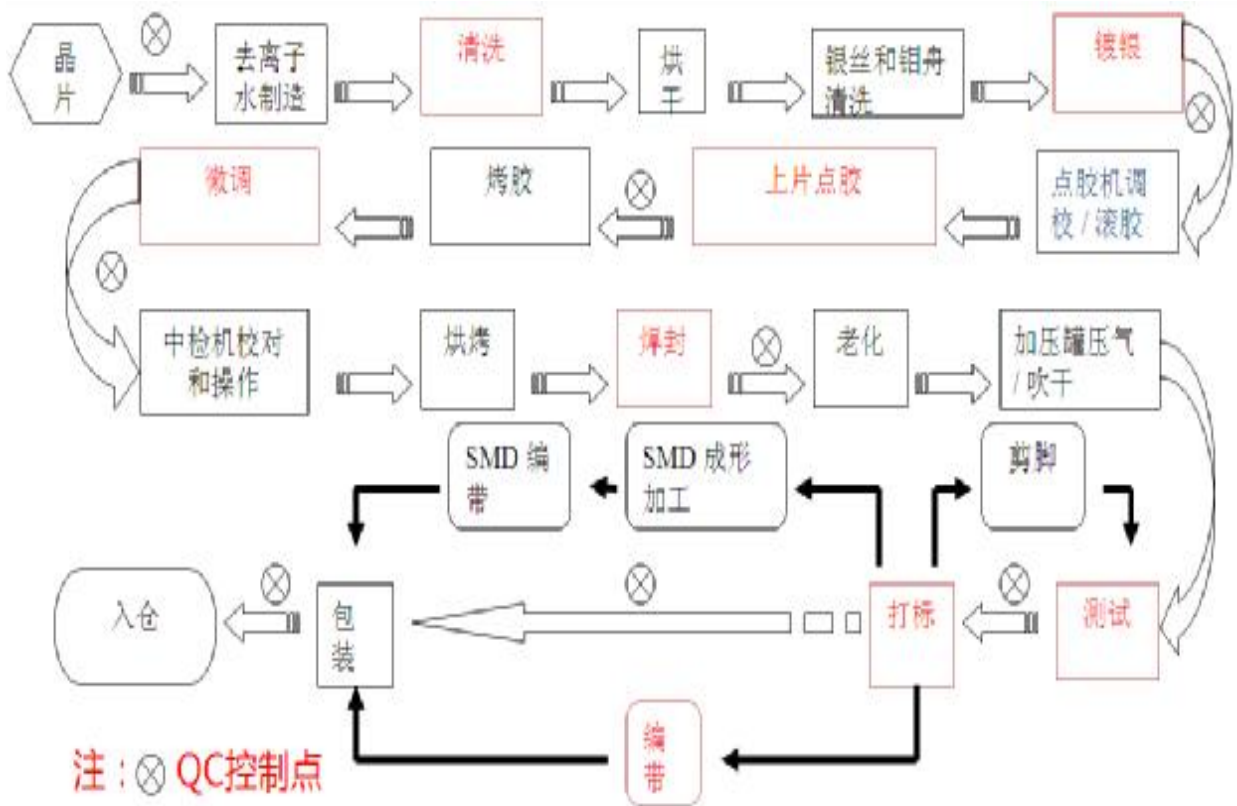 晶
片
去离子
水制造
清洗
烘
干
银丝和钼舟
清洗
镀银
点胶机调
校 / 滚胶
上片点胶
烤胶
微调
中检机校对
和操作
烘烤
焊封
老化
加压罐压气
/ 吹干
SMD 编
带
SMD 成形
加工
剪脚
入仓
包
装
打标
测试
编
带
注：⊗ QC控制点